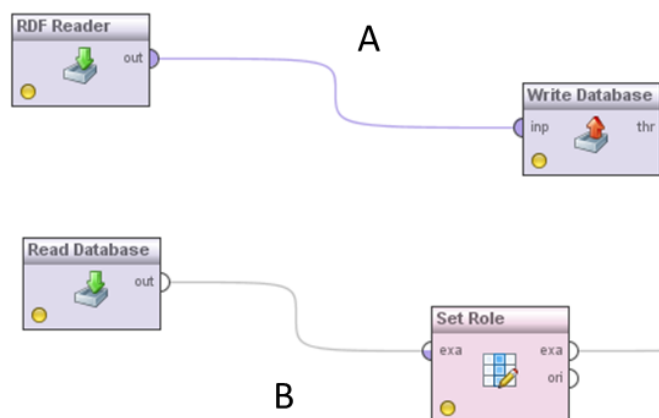 RDF Reader
out
A
Write Database
inp
thr
Read Database
out
Set Role
exa
exa
ori
B